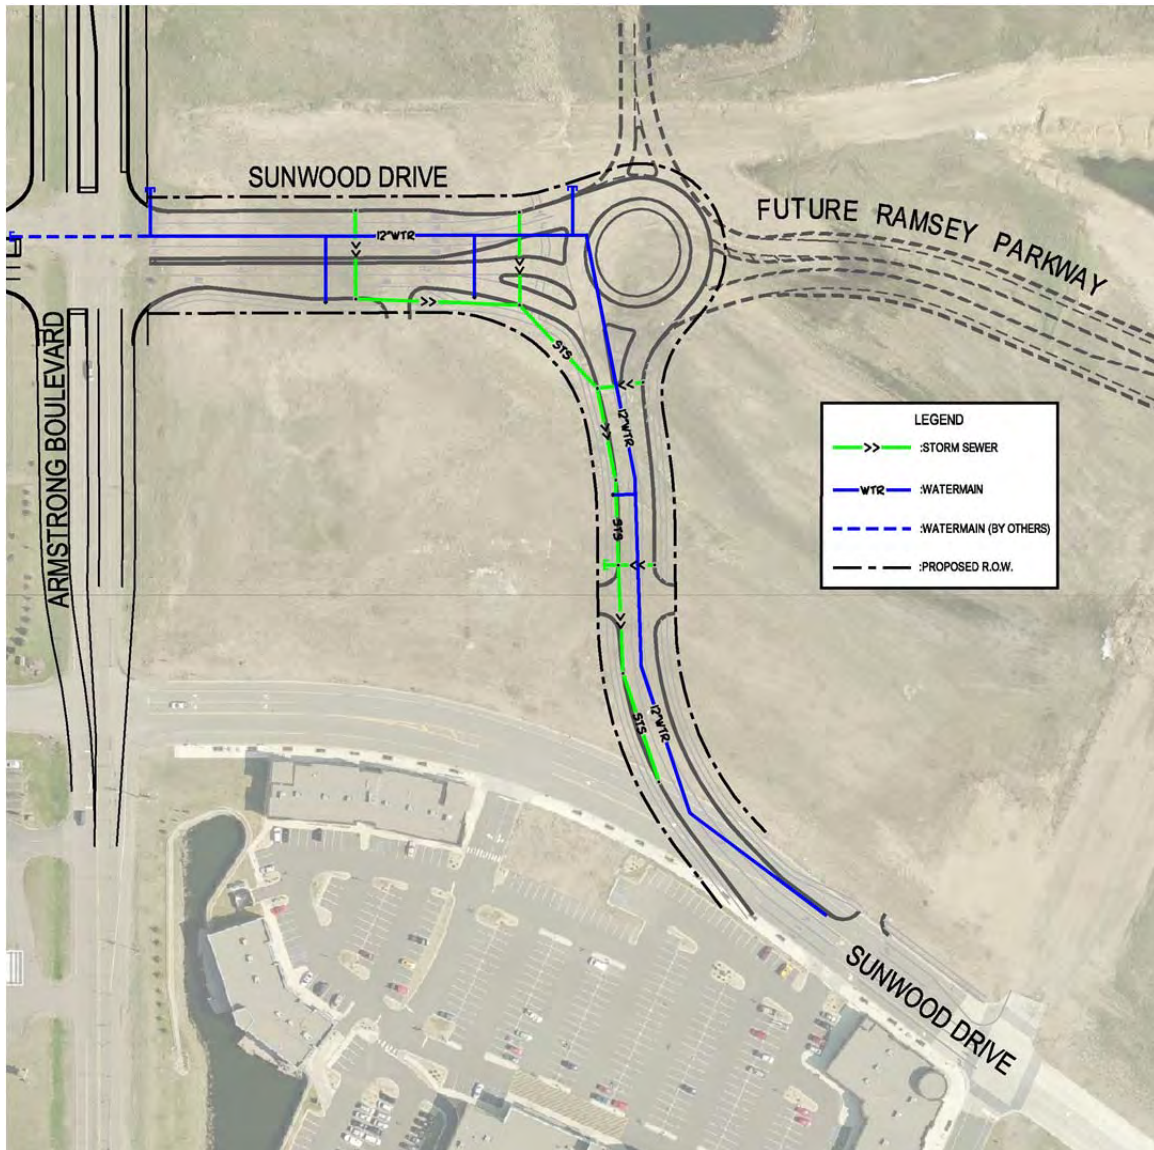 SUNWOOD DRIVE
FUTURE RAMSEY PARKWAY
12"WTR
ARMSTRONG BOULEVARD
STS
12"WTR
STS
12"WTR
STS
SUNWOOD DRIVE
LEGEND
>> :STORM SEWER
WTR :WATERMAIN
:WATERMAIN (BY OTHERS)
:PROPOSED R.O.W.